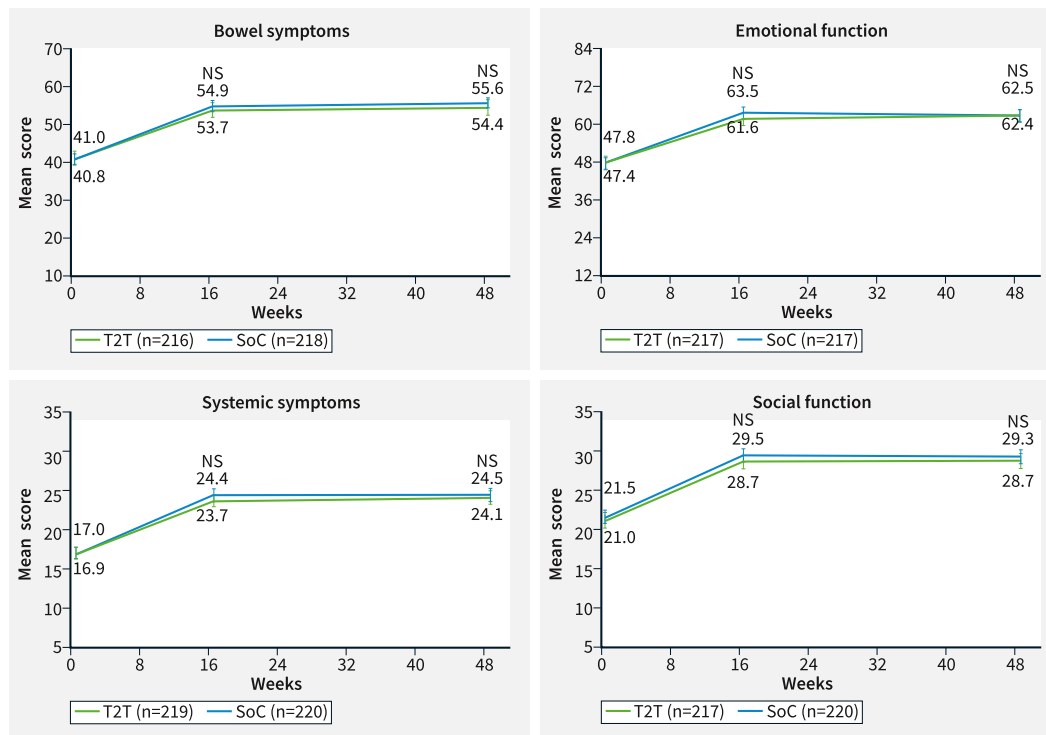 Bowel symptoms
70
60
50
40
30
20
10
Mean score
41.0
40.8
NS
54.9
53.7
NS
55.6
54.4
0 8 16 24 32 40 48
Weeks
T2T (n=216) SoC (n=218)
Emotional function
84
72
60
48
36
24
12
Mean score
47.8
47.4
NS
63.5
61.6
NS
62.5
62.4
0 8 16 24 32 40 48
Weeks
T2T (n=217) SoC (n=217)
Systemic symptoms
35
30
25
20
15
10
5
Mean score
17.0
16.9
NS
24.4
23.7
NS
24.5
24.1
0 8 16 24 32 40 48
Weeks
T2T (n=219) SoC (n=220)
Social function
35
30
25
20
15
10
5
Mean score
21.5
21.0
NS
29.5
28.7
NS
29.3
28.7
0 8 16 24 32 40 48
Weeks
T2T (n=217) SoC (n=220)